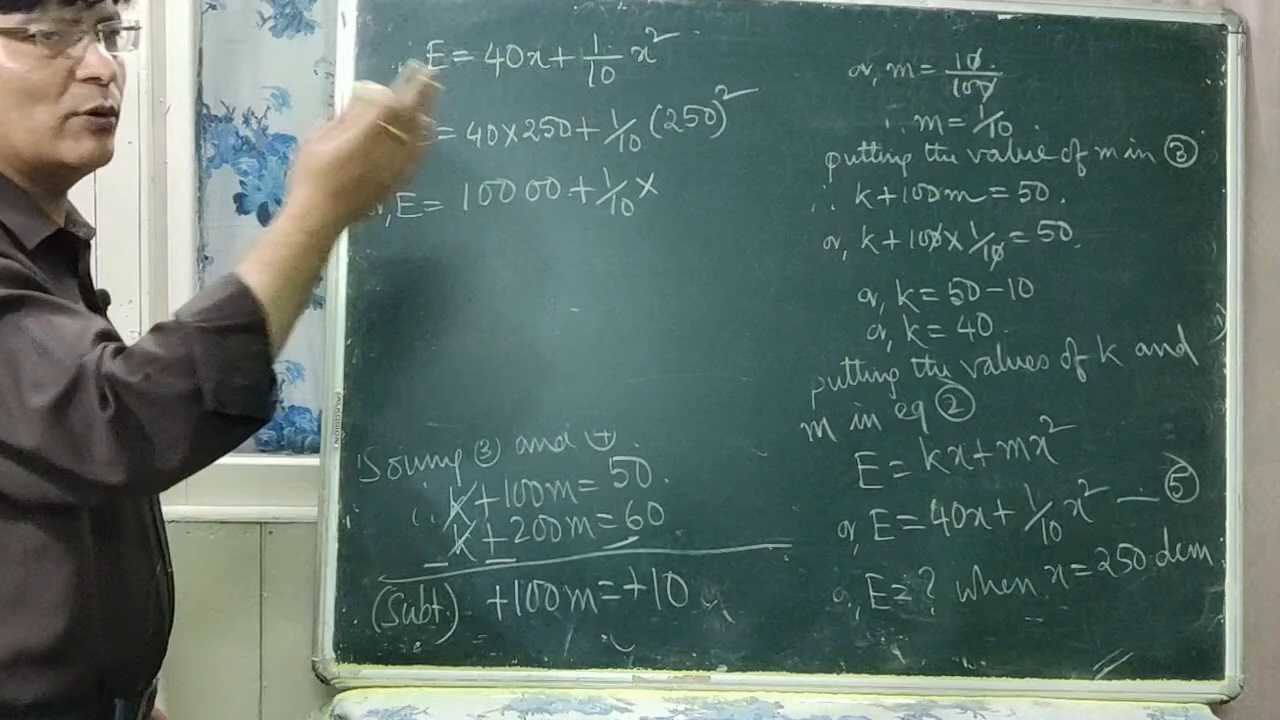 ∴ E = 40x + 1/10 x²
= 40×250 + 1/10 (250)²
or, E = 10000 + 1/10 ×
Solving ③ and 4.
∴ k + 100m = 50.
k + 200m = 60
(Subt) +100m = +10
or, m = 10/100
∴ m = 1/10
putting the value of m in ③
∴ k + 100m = 50.
or, k + 100 × 1/10 = 50.
or, k = 50 - 10
or, k = 40.
putting the values of k and
m in eq ②
E = kx + mx²
or, E = 40x + 1/10 x² — ⑤
or, E = ? when x = 250 dcm